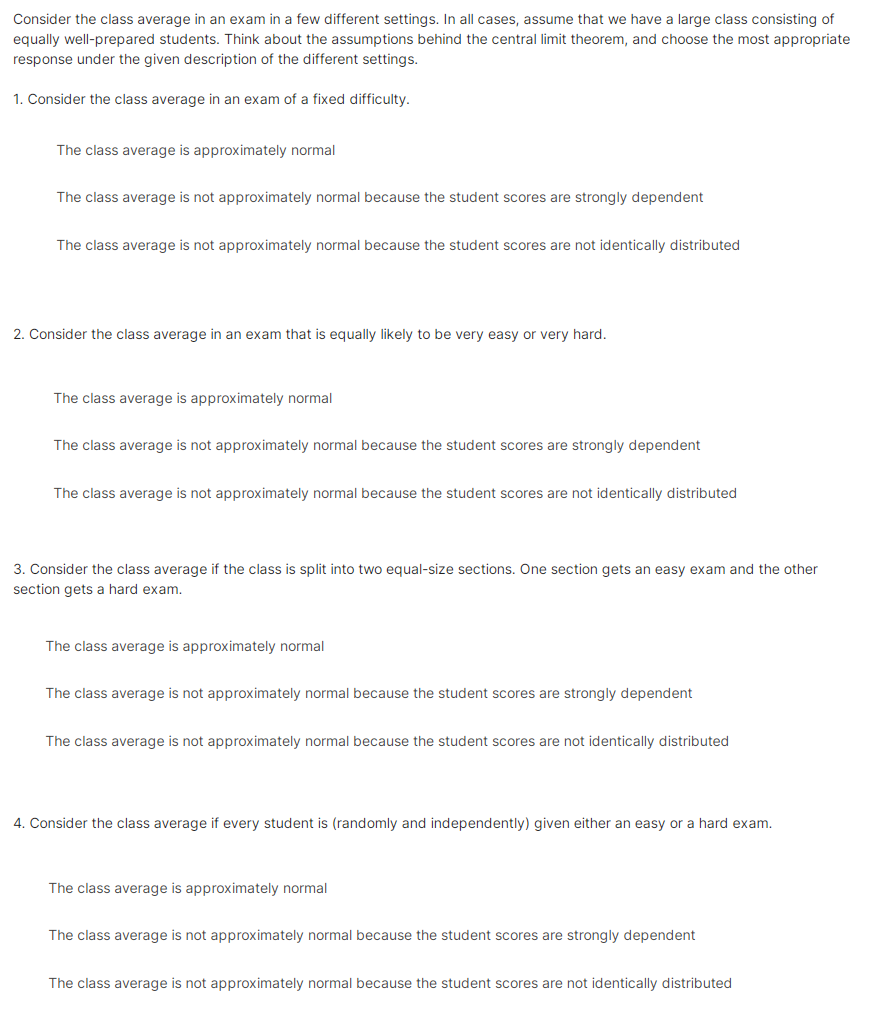 Consider the class average in an exam in a few different settings. In all cases, assume that we have a large class consisting of
equally well-prepared students. Think about the assumptions behind the central limit theorem, and choose the most appropriate
response under the given description of the different settings.
1. Consider the class average in an exam of a fixed difficulty.
The class average is approximately normal
The class average is not approximately normal because the student scores are strongly dependent
The class average is not approximately normal because the student scores are not identically distributed
2. Consider the class average in an exam that is equally likely to be very easy or very hard.
The class average is approximately normal
The class average is not approximately normal because the student scores are strongly dependent
The class average is not approximately normal because the student scores are not identically distributed
3. Consider the class average if the class is split into two equal-size sections. One section gets an easy exam and the other
section gets a hard exam.
The class average is approximately normal
The class average is not approximately normal because the student scores are strongly dependent
The class average is not approximately normal because the student scores are not identically distributed
4. Consider the class average if every student is (randomly and independently) given either an easy or a hard exam.
The class average is approximately normal
The class average is not approximately normal because the student scores are strongly dependent
The class average is not approximately normal because the student scores are not identically distributed